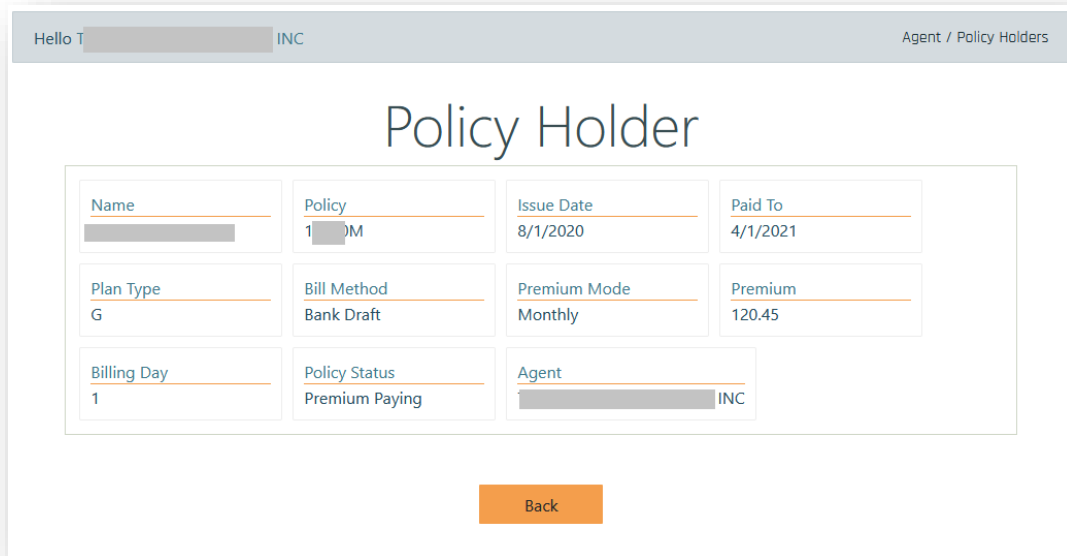 Hello T INC
Agent / Policy Holders
Policy Holder
Name
Policy
Issue Date
Paid To
1 0M
8/1/2020
4/1/2021
Plan Type
Bill Method
Premium Mode
Premium
G
Bank Draft
Monthly
120.45
Billing Day
Policy Status
Agent
1
Premium Paying
INC
Back